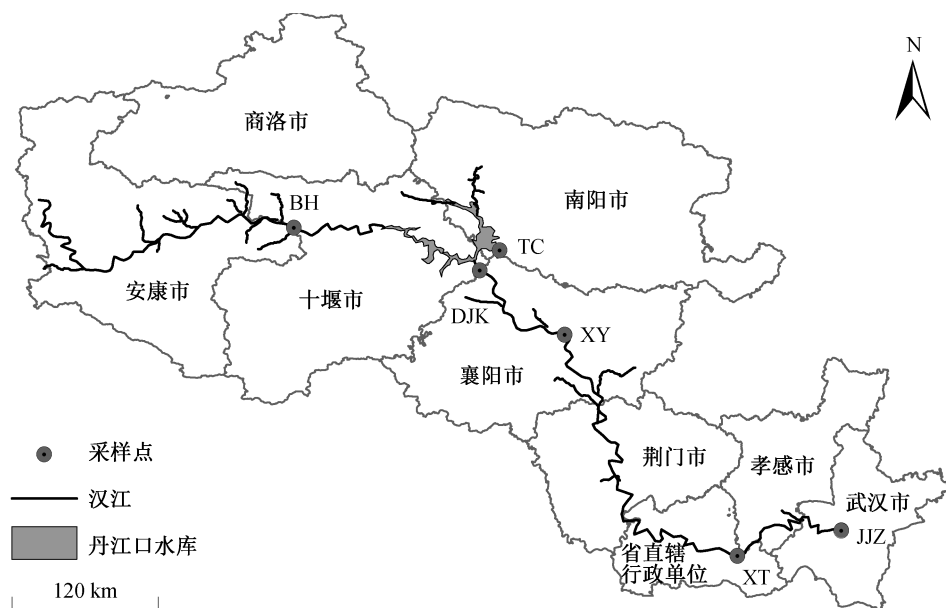 N
商洛市
南阳市
BH
TC
安康市
十堰市
DJK
XY
襄阳市
采样点
荆门市
孝感市
汉江
武汉市
JJZ
丹江口水库
省直辖
行政单位
XT
120 km